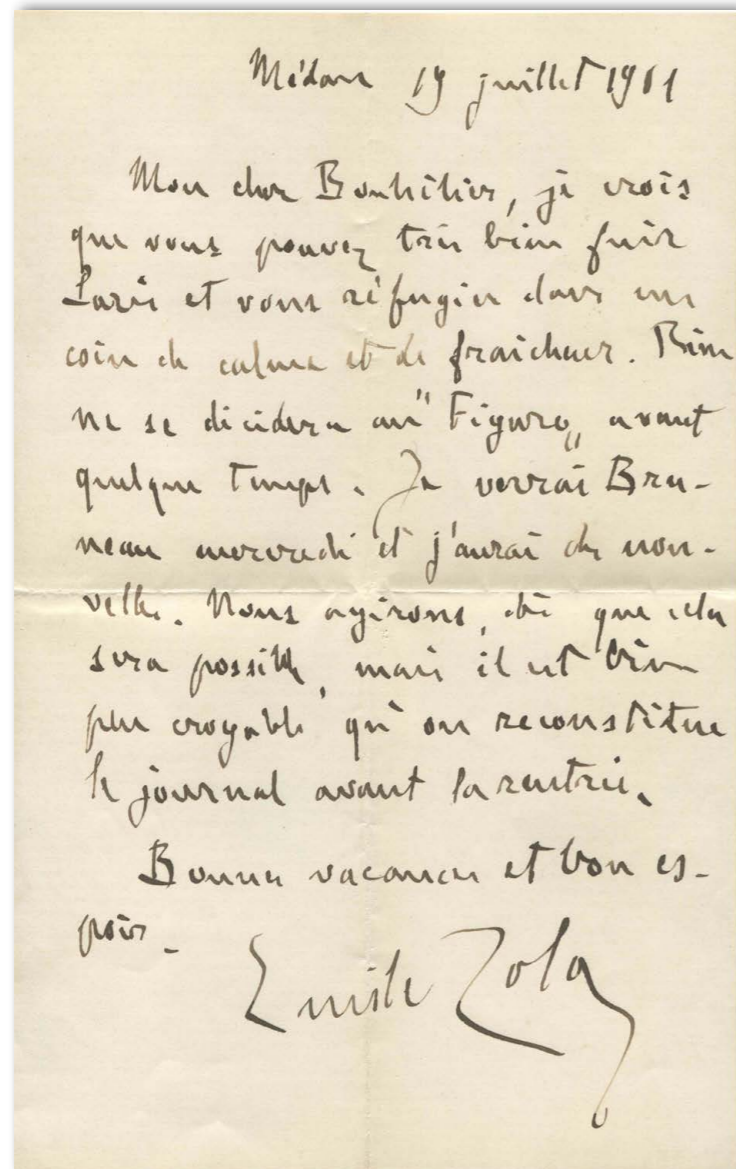 Médan 19 juillet 1901
Mon cher Bonhélier, je crois
que vous pouvez très bien fuir
Paris et vous réfugier dans un
coin de calme et de fraîcheur. Rien
ne se décidera au "Figaro" avant
quelque temps. Je verrai Bru-
neau mercredi et j'aurai des nou-
velles. Nous agirons, dès que cela
sera possible, mais il est bien
peu croyable qu'on reconstitue
le journal avant la rentrée.
Bonnes vacances et bon es-
poir.
Emile Zola